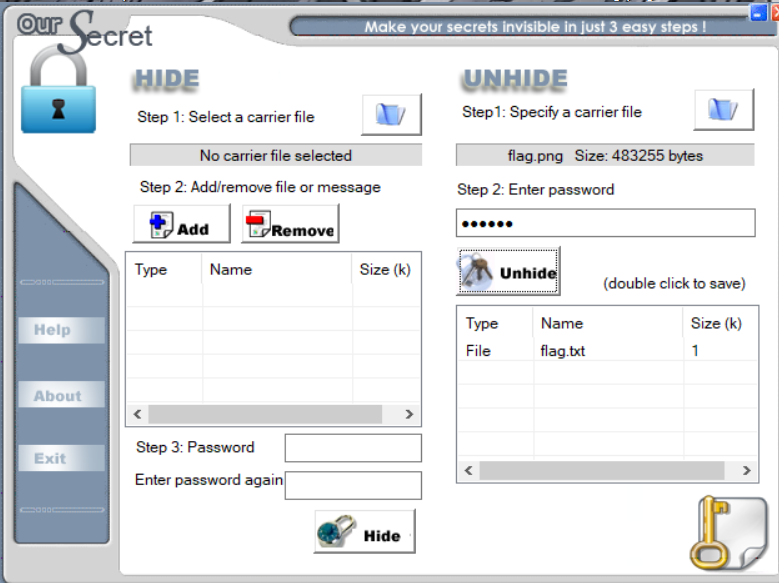 Our Secret
Make your secrets invisible in just 3 easy steps !
HIDE
Step 1: Select a carrier file
No carrier file selected
Step 2: Add/remove file or message
Add
Remove
Type Name Size (k)
Step 3: Password
Enter password again
Hide
UNHIDE
Step1: Specify a carrier file
flag.png Size: 483255 bytes
Step 2: Enter password
••••••
Unhide
(double click to save)
Type Name Size (k)
File flag.txt 1
Help
About
Exit